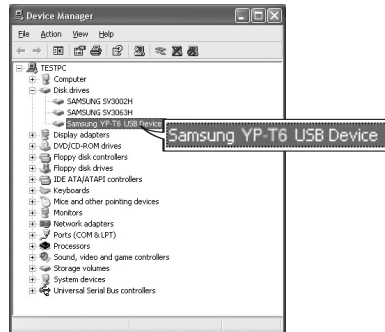 Device Manager
File Action View Help
TESTPC
Computer
Disk drives
SAMSUNG SV3002H
SAMSUNG SV3063H
Samsung YP-T6 USB Device
Samsung YP-T6 USB Device
Display adapters
DVD/CD-ROM drives
Floppy disk controllers
Floppy disk drives
IDE ATA/ATAPI controllers
Keyboards
Mice and other pointing devices
Monitors
Network adapters
Ports (COM & LPT)
Processors
Sound, video and game controllers
Storage volumes
System devices
Universal Serial Bus controllers